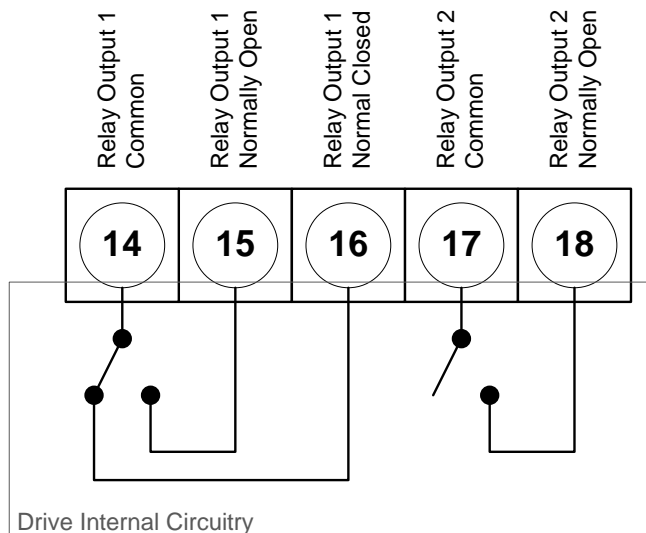 Relay Output 1
Common
Relay Output 1
Normally Open
Relay Output 1
Normal Closed
Relay Output 2
Common
Relay Output 2
Normally Open
14
15
16
17
18
Drive Internal Circuitry